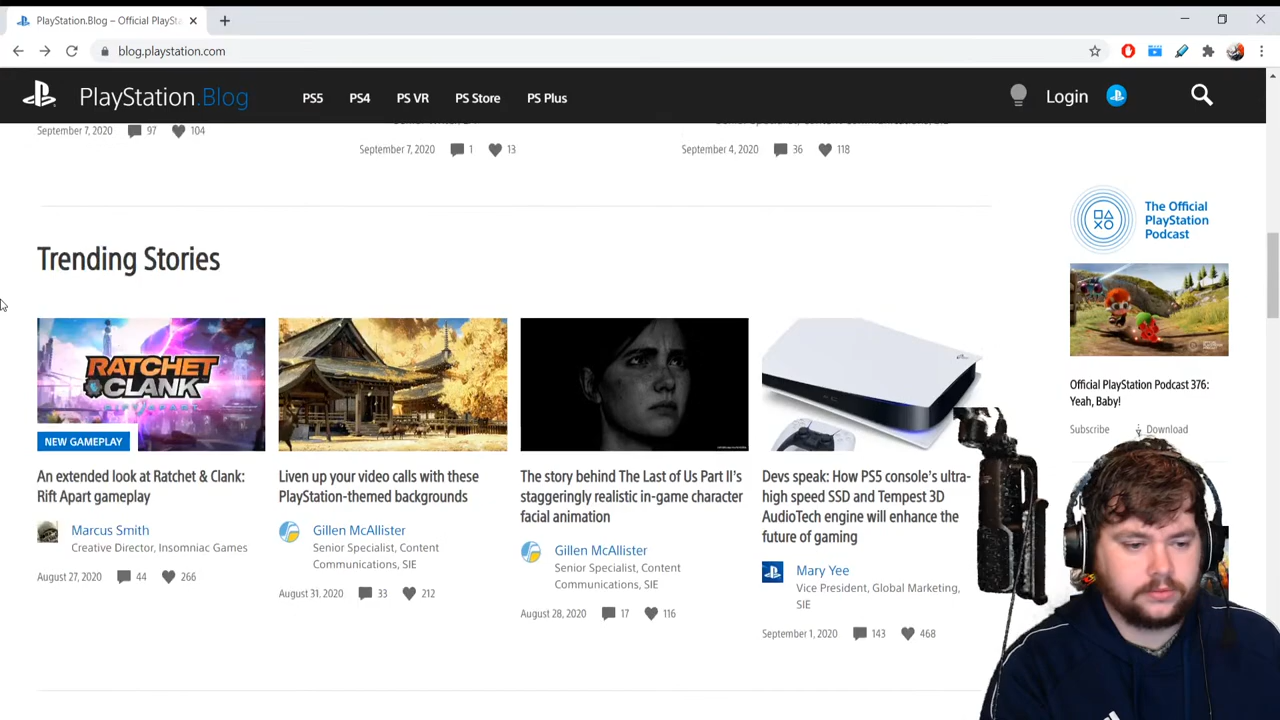 PlayStation.Blog – Official PlaySt
blog.playstation.com
PlayStation.Blog
PS5
PS4
PS VR
PS Store
PS Plus
Login
September 7, 2020 97 104
September 7, 2020 1 13
September 4, 2020 36 118
The Official
PlayStation
Podcast
Trending Stories
RATCHET
CLANK
NEW GAMEPLAY
An extended look at Ratchet & Clank:
Rift Apart gameplay
Marcus Smith
Creative Director, Insomniac Games
August 27, 2020 44 266
Liven up your video calls with these
PlayStation-themed backgrounds
Gillen McAllister
Senior Specialist, Content
Communications, SIE
August 31, 2020 33 212
The story behind The Last of Us Part II's
staggeringly realistic in-game character
facial animation
Gillen McAllister
Senior Specialist, Content
Communications, SIE
August 28, 2020 17 116
Devs speak: How PS5 console's ultra-
high speed SSD and Tempest 3D
AudioTech engine will enhance the
future of gaming
Mary Yee
Vice President, Global Marketing,
SIE
September 1, 2020 143 468
Official PlayStation Podcast 376:
Yeah, Baby!
Subscribe
Download